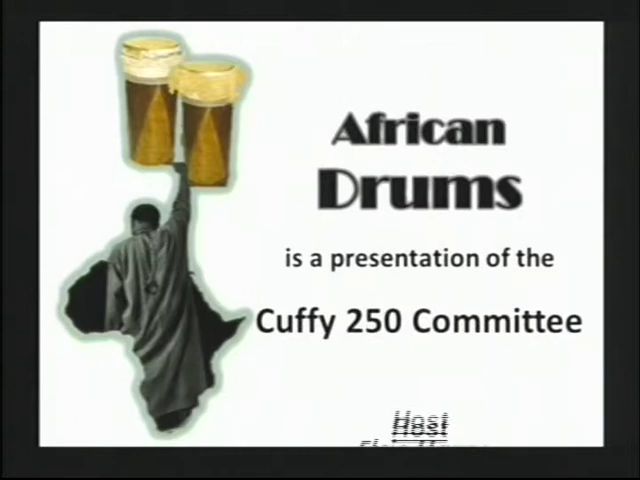 African
Drums
is a presentation of the
Cuffy 250 Committee
Host